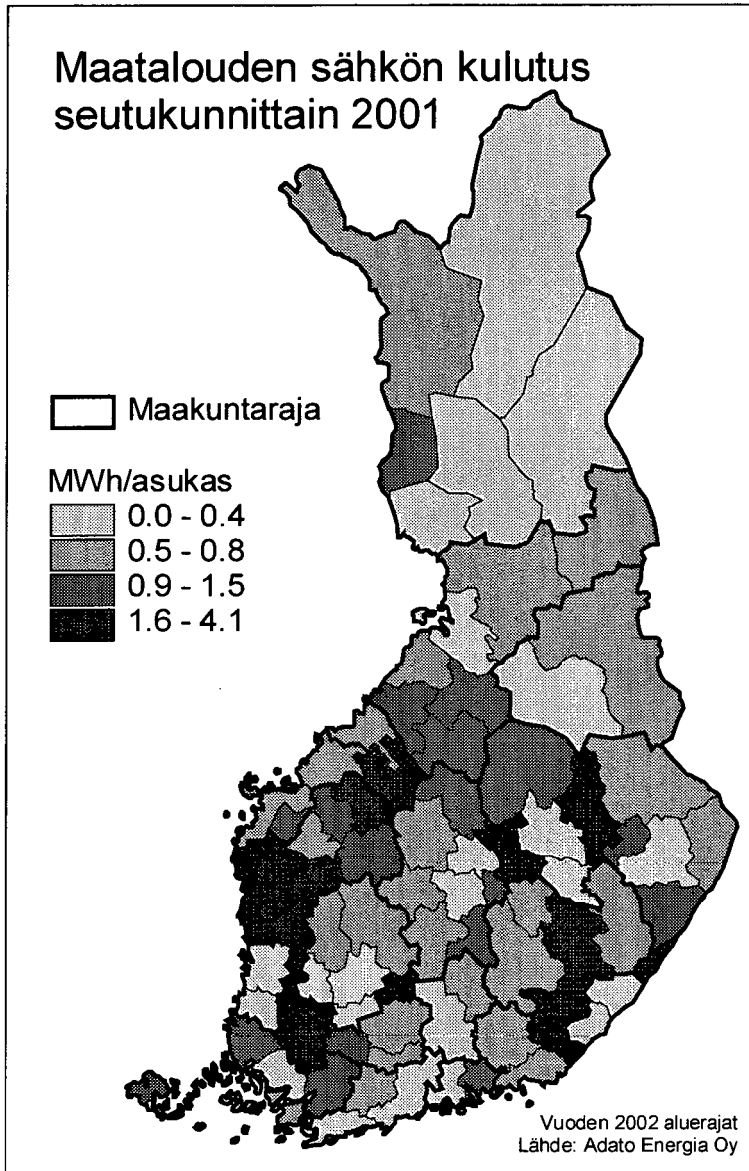 Maatalouden sähkön kulutus
seutukunnittain 2001
Maakuntaraja
MWh/asukas
0.0 - 0.4
0.5 - 0.8
0.9 - 1.5
1.6 - 4.1
Vuoden 2002 aluerajat
Lähde: Adato Energia Oy